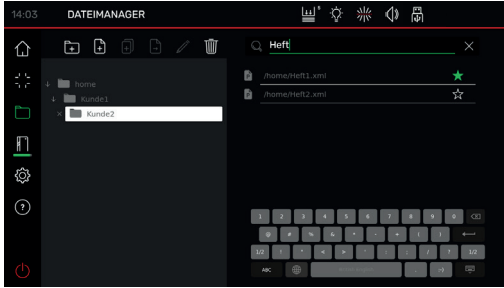 14:03 DATEIMANAGER
Heft
home
Kunde1
Kunde2
/home/Heft1.xml
/home/Heft2.xml
1 2 3 4 5 6 7 8 9 0
@ # % & * - + ( )
1/2 ! " < > ' : ; / ? 1/2
ABC . :-)